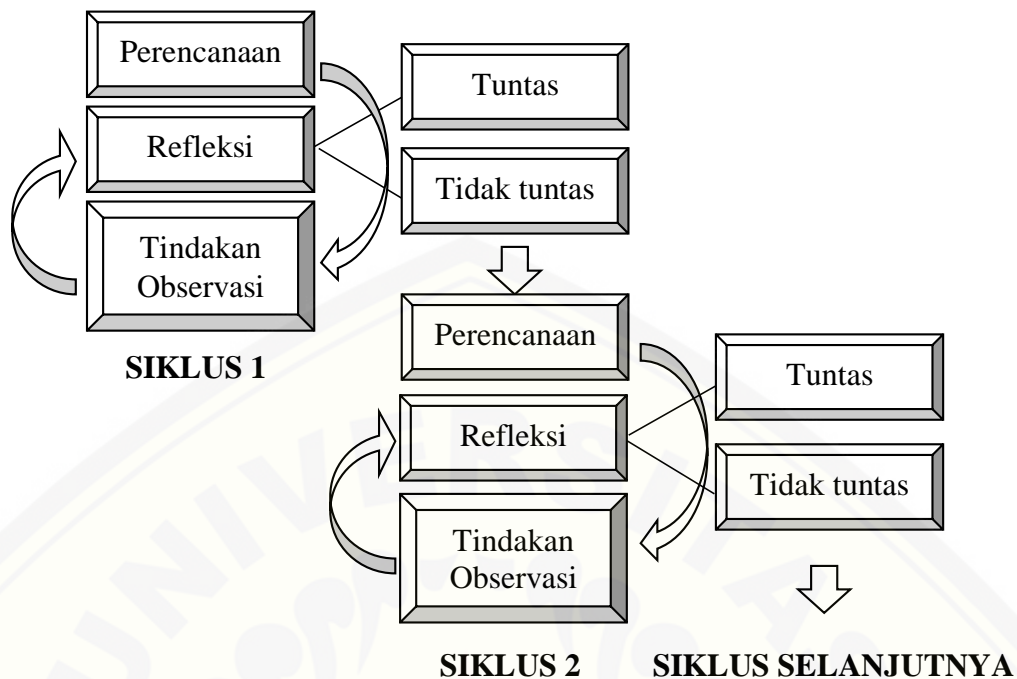 Perencanaan
Tuntas
Refleksi
Tidak tuntas
Tindakan
Observasi
SIKLUS 1
Perencanaan
Tuntas
Refleksi
Tidak tuntas
Tindakan
Observasi
SIKLUS 2
SIKLUS SELANJUTNYA